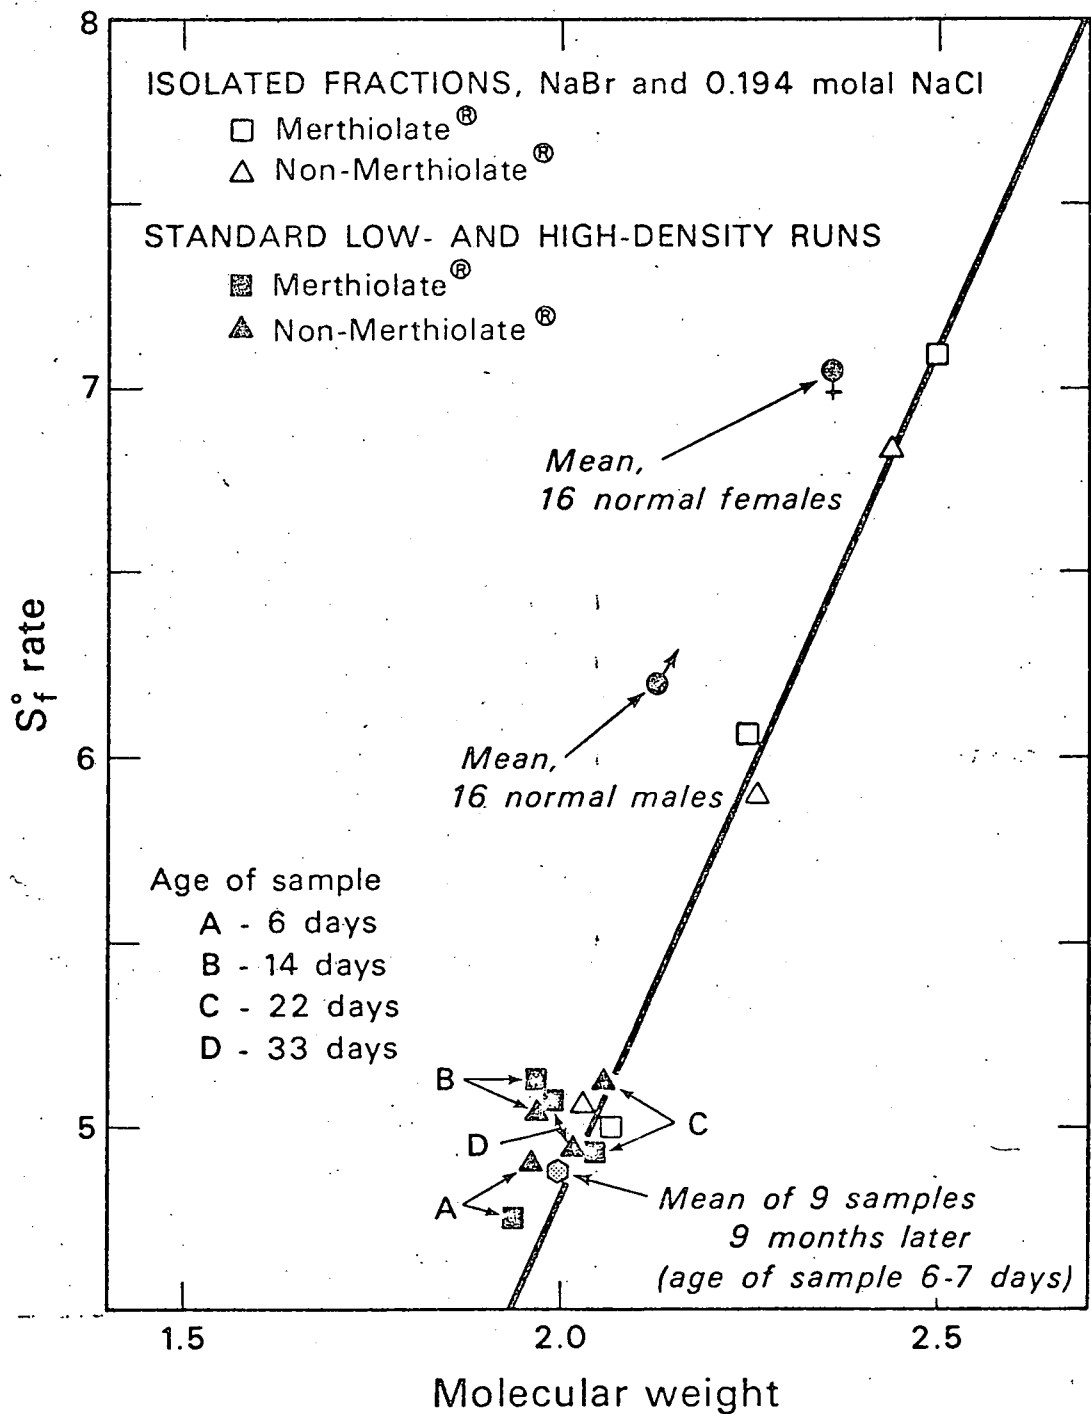 8
ISOLATED FRACTIONS, NaBr and 0.194 molal NaCl
□ Merthiolate®
△ Non-Merthiolate®
STANDARD LOW- AND HIGH-DENSITY RUNS
■ Merthiolate®
▲ Non-Merthiolate®
7
Mean,
16 normal females
S°f rate
6
Mean,
16 normal males
Age of sample
A - 6 days
B - 14 days
C - 22 days
D - 33 days
B
5
D
C
A
Mean of 9 samples
9 months later
(age of sample 6-7 days)
1.5 2.0 2.5
Molecular weight